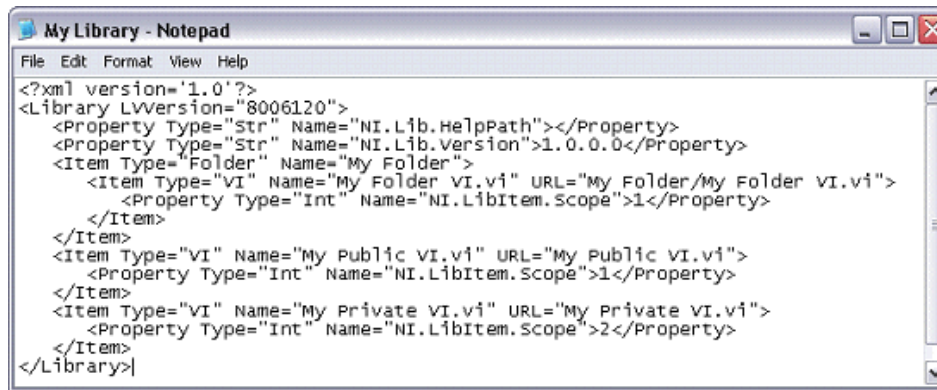 My Library - Notepad
File Edit Format View Help
<?xml version='1.0'?>
<Library LVVersion="8006120">
<Property Type="Str" Name="NI.Lib.HelpPath"></Property>
<Property Type="Str" Name="NI.Lib.Version">1.0.0.0</Property>
<Item Type="Folder" Name="My Folder">
<Item Type="VI" Name="My Folder VI.vi" URL="My Folder/My Folder VI.vi">
<Property Type="Int" Name="NI.LibItem.Scope">1</Property>
</Item>
</Item>
<Item Type="VI" Name="My Public VI.vi" URL="My Public VI.vi">
<Property Type="Int" Name="NI.LibItem.Scope">1</Property>
</Item>
<Item Type="VI" Name="My Private VI.vi" URL="My Private VI.vi">
<Property Type="Int" Name="NI.LibItem.Scope">2</Property>
</Item>
</Library>